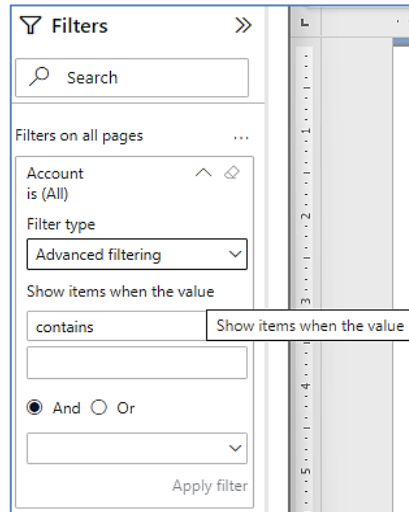 Filters
Search
Filters on all pages
Account
is (All)
Filter type
Advanced filtering
Show items when the value
contains
Show items when the value
And Or
Apply filter
1
2
3
4
5